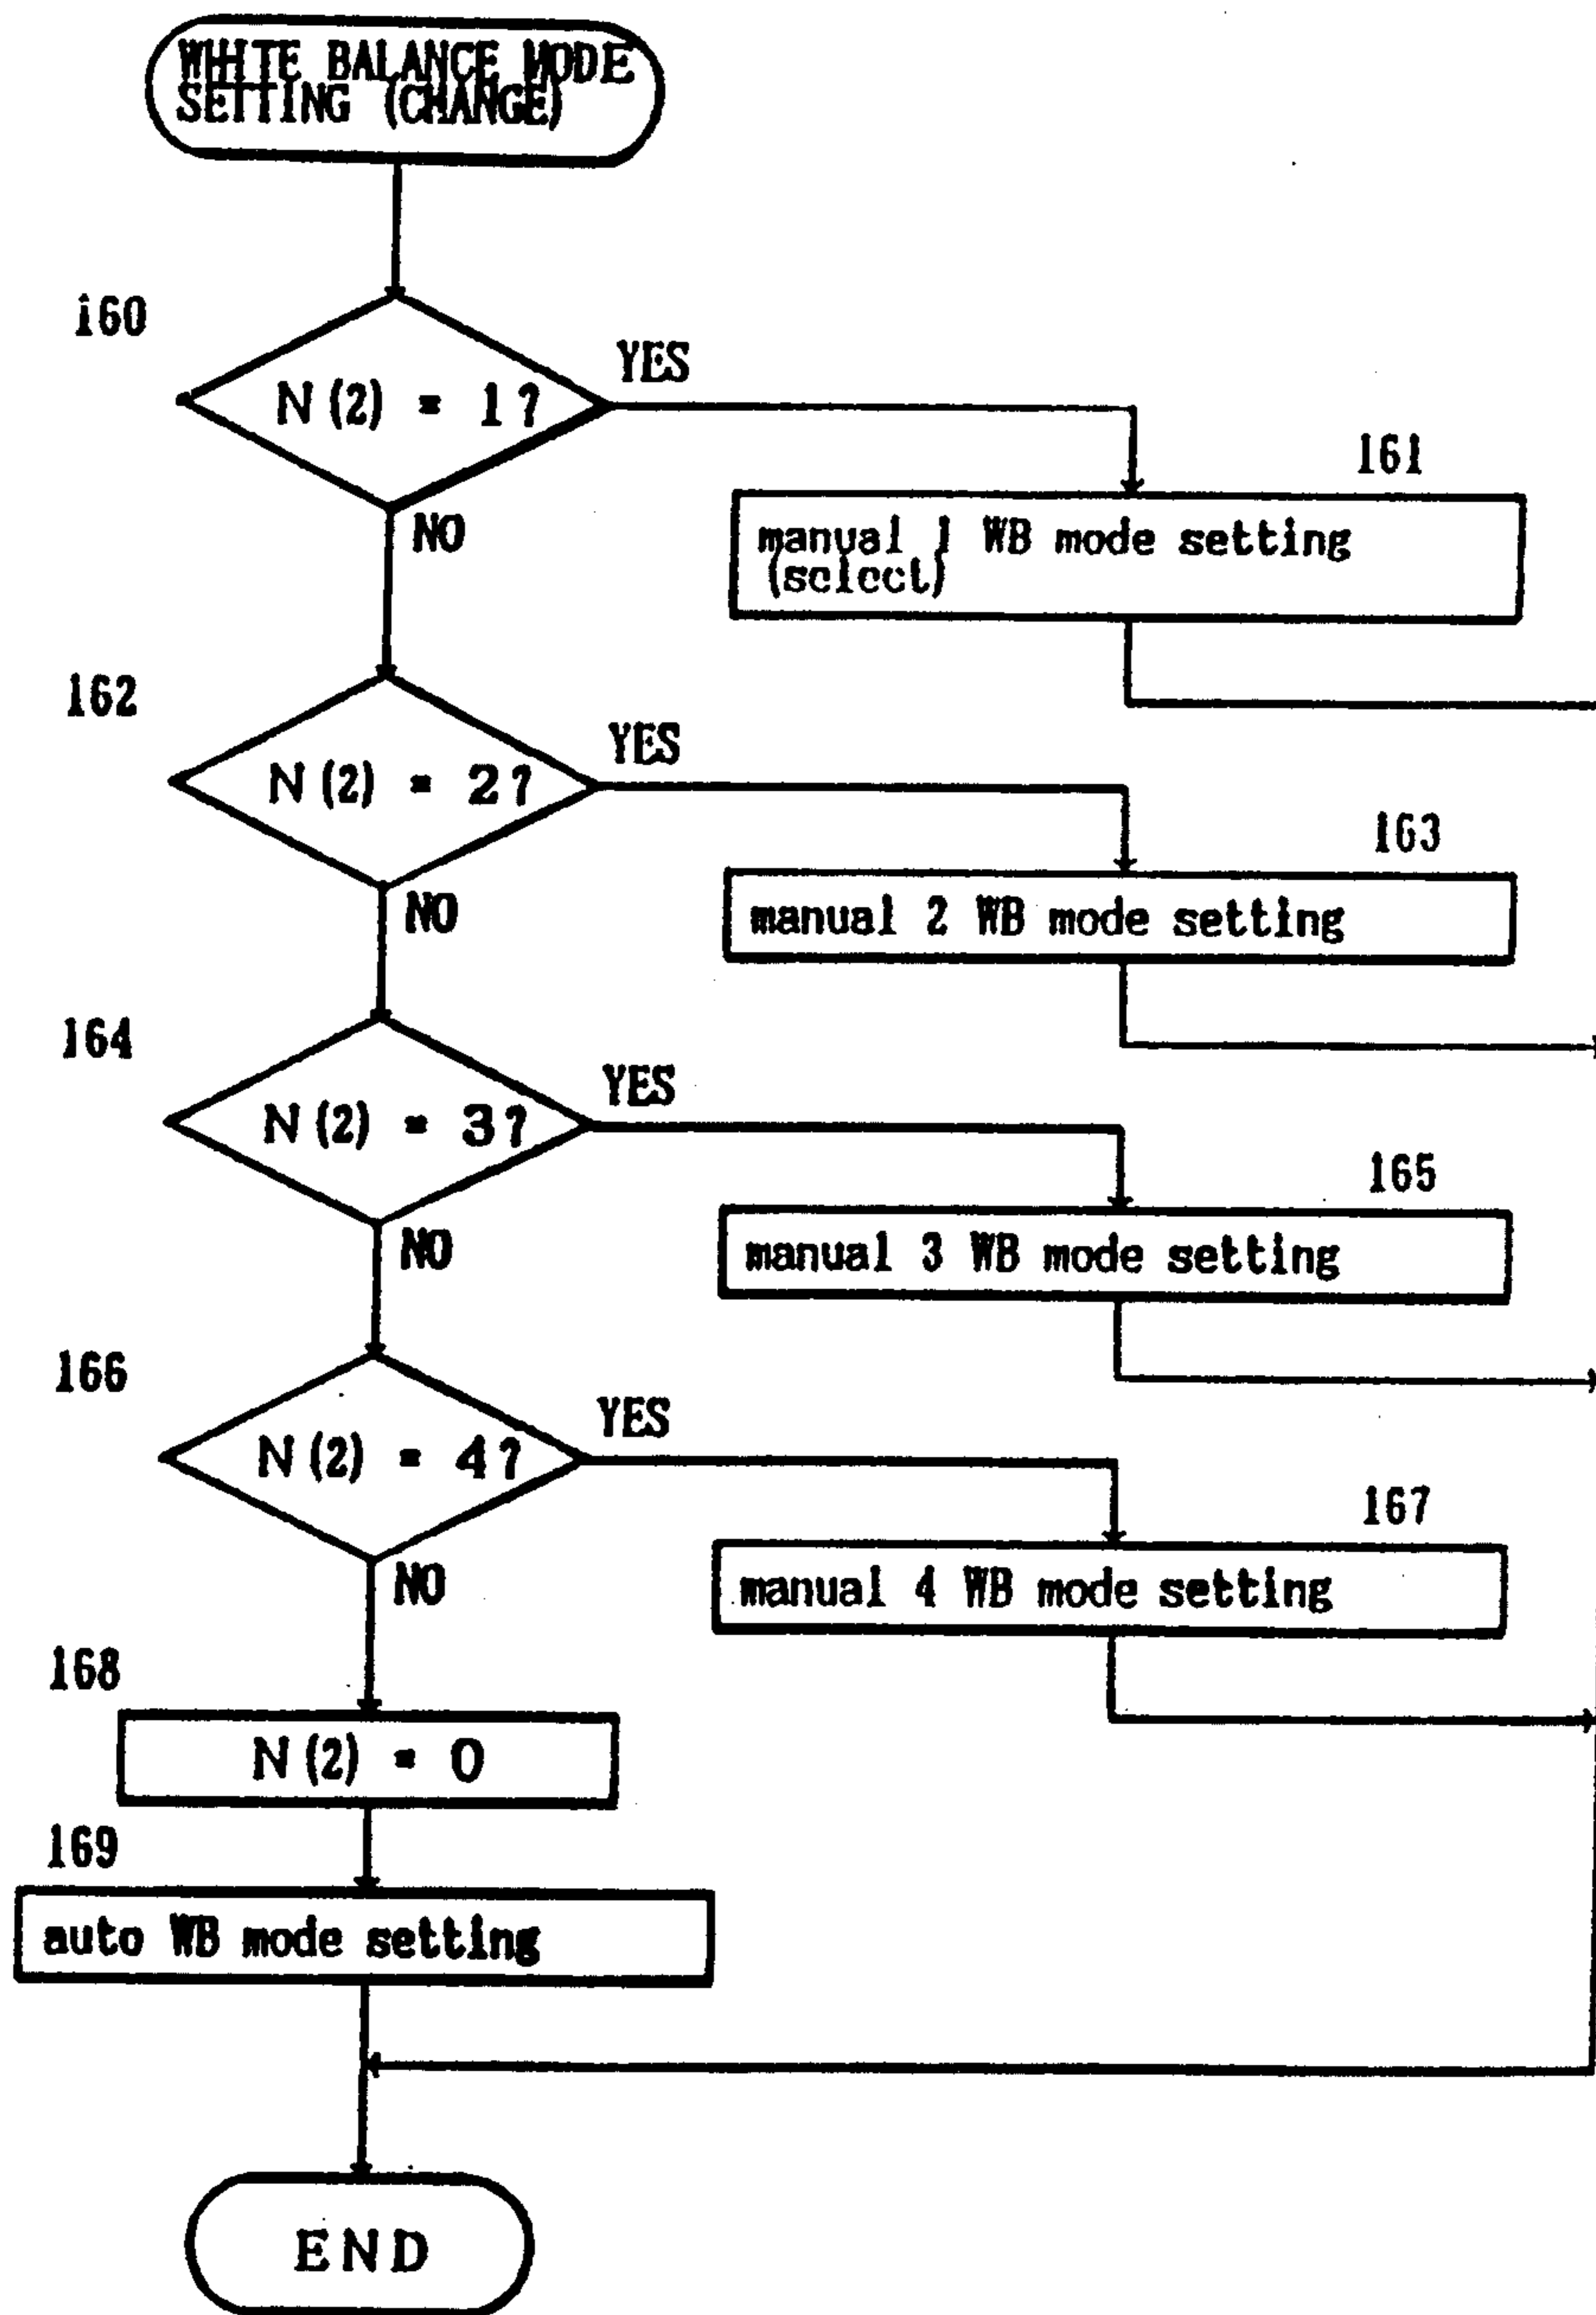 WHITE BALANCE MODE
SETTING (CHANGE)
160
N(2) = 1?
YES
NO
161
manual 1 WB mode setting
(select)
162
N(2) = 2?
YES
NO
163
manual 2 WB mode setting
164
N(2) = 3?
YES
NO
165
manual 3 WB mode setting
166
N(2) = 4?
YES
NO
167
manual 4 WB mode setting
168
N(2) = 0
169
auto WB mode setting
END